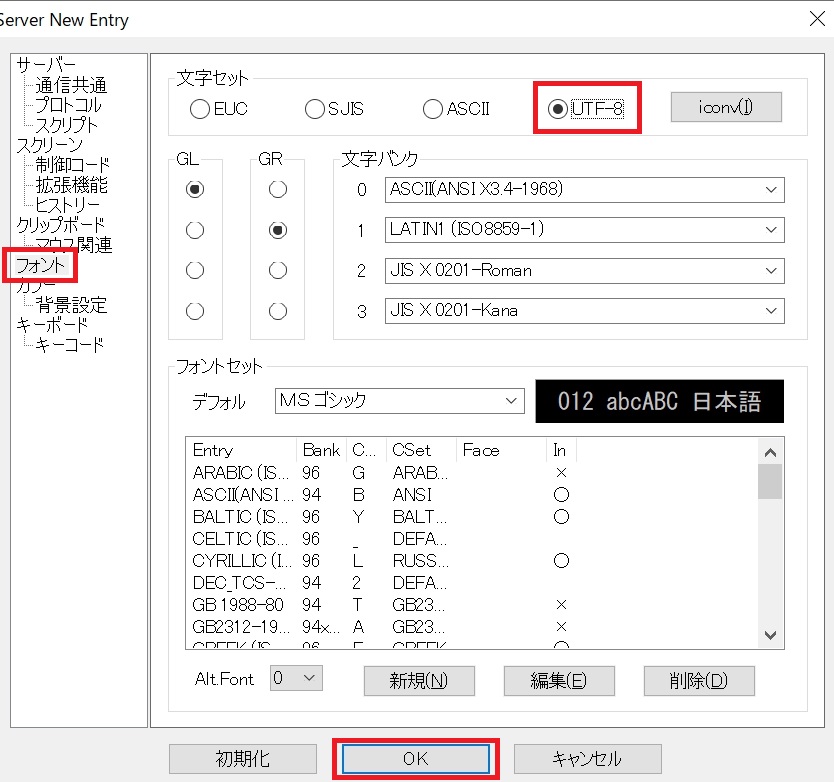 Server New Entry
サーバー
通信共通
プロトコル
スクリプト
スクリーン
制御コード
拡張機能
ヒストリー
クリップボード
マウス関連
フォント
カラー
背景設定
キーボード
キーコード
文字セット
EUC SJIS ASCII UTF-8 iconv(I)
GL GR 文字バンク
0 ASCII(ANSI X3.4-1968)
1 LATIN1 (ISO8859-1)
2 JIS X 0201-Roman
3 JIS X 0201-Kana
フォントセット
デフォル MS ゴシック 012 abcABC 日本語
Entry Bank C... CSet Face In
ARABIC (IS... 96 G ARAB... ×
ASCII(ANSI ... 94 B ANSI ○
BALTIC (IS... 96 Y BALT... ○
CELTIC (IS... 96 _ DEFA...
CYRILLIC (I... 96 L RUSS... ○
DEC_TCS-... 94 2 DEFA...
GB 1988-80 94 T GB23... ×
GB2312-19... 94x... A GB23... ×
GREEK (IS... 96 F GREEK ○
Alt.Font 0 新規(N) 編集(E) 削除(D)
初期化 OK キャンセル